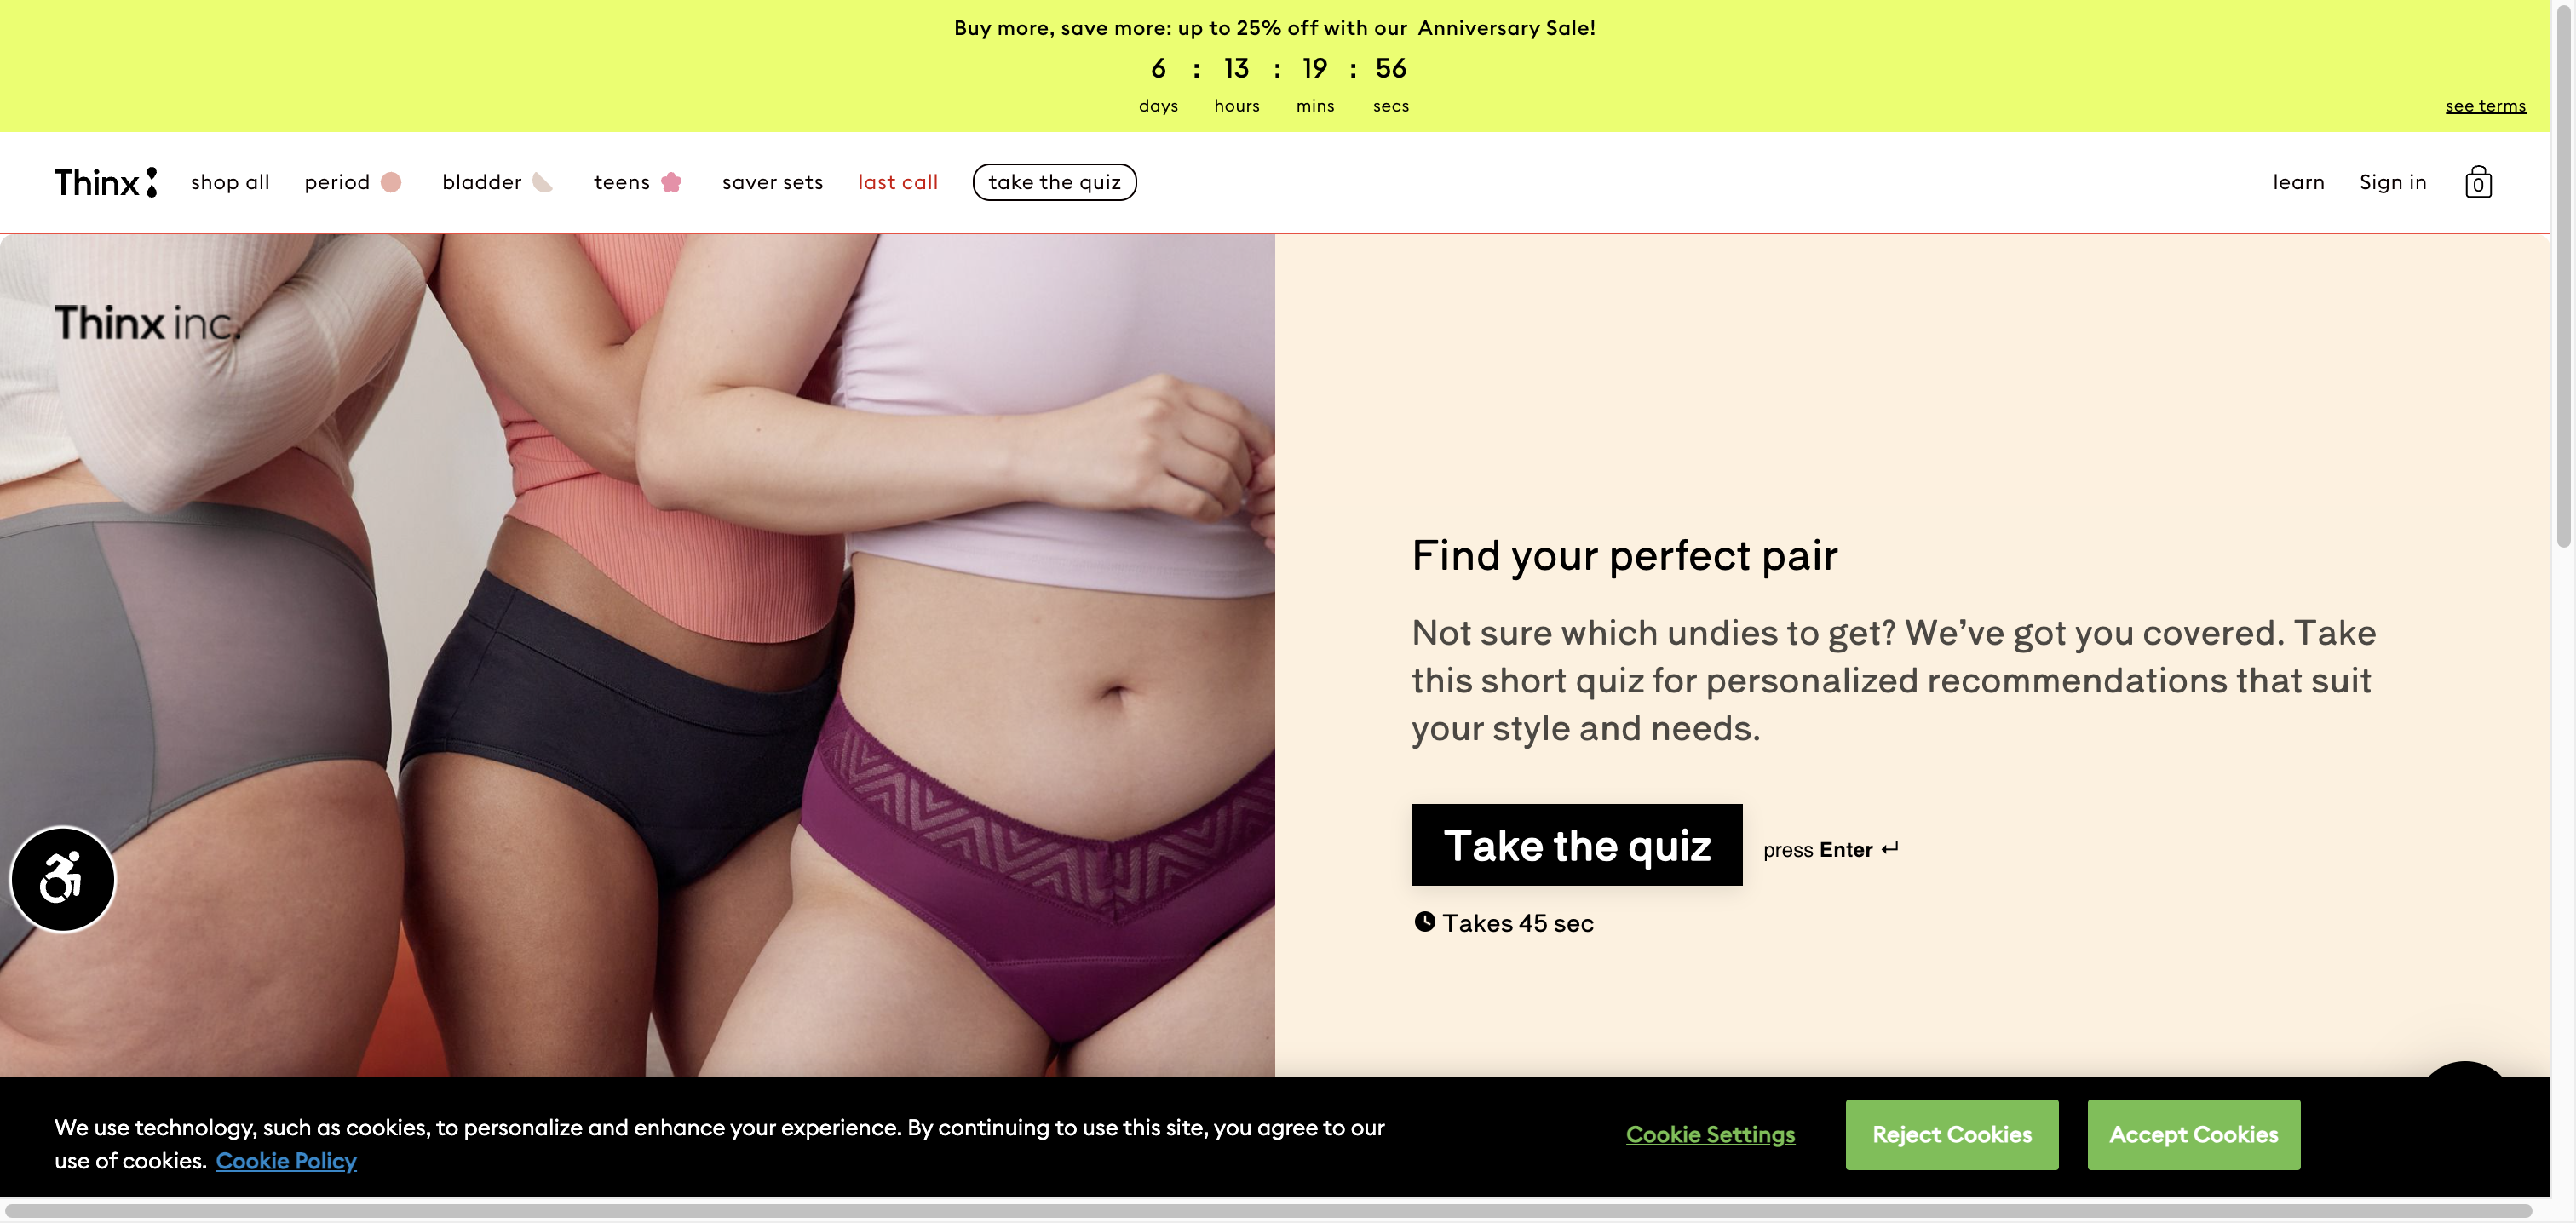 Buy more, save more: up to 25% off with our Anniversary Sale!
6 : 13 : 19 : 56
days hours mins secs
see terms
Thinx shop all period bladder teens saver sets last call take the quiz learn Sign in 0
Thinx inc.
Find your perfect pair
Not sure which undies to get? We’ve got you covered. Take
this short quiz for personalized recommendations that suit
your style and needs.
Take the quiz press Enter ↵
Takes 45 sec
We use technology, such as cookies, to personalize and enhance your experience. By continuing to use this site, you agree to our
use of cookies. Cookie Policy
Cookie Settings Reject Cookies Accept Cookies